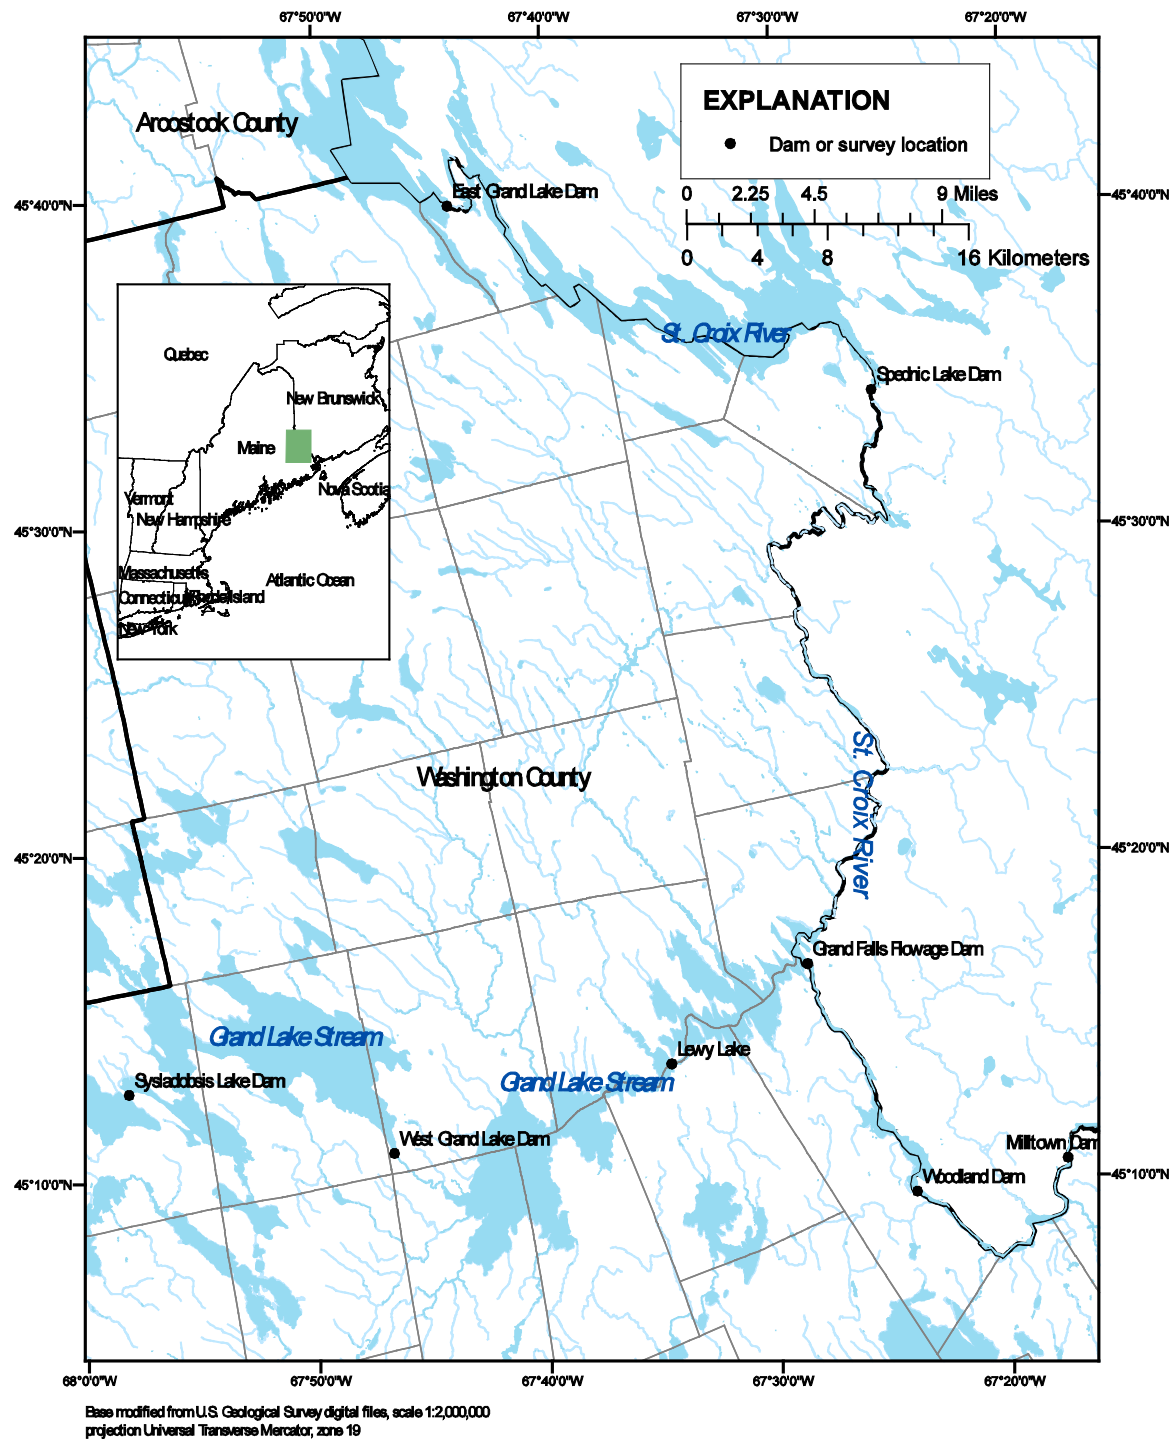 67°50'0"W 67°40'0"W 67°30'0"W 67°20'0"W
EXPLANATION
Dam or survey location
Aroostook County
East Grand Lake Dam
0 2.25 4.5 9 Miles
0 4 8 16 Kilometers
45°40'0"N 45°40'0"N
St. Croix River
Spednic Lake Dam
Quebec
New Brunswick
Maine
Nova Scotia
Vermont
New Hampshire
Massachusetts
Atlantic Ocean
Connecticut Rhode Island
New York
45°30'0"N 45°30'0"N
St. Croix River
Washington County
45°20'0"N 45°20'0"N
Grand Falls Flowage Dam
Grand Lake Stream
Lewy Lake
Sysladobsis Lake Dam
Grand Lake Stream
West Grand Lake Dam
Milltown Dam
Woodland Dam
45°10'0"N 45°10'0"N
68°0'0"W 67°50'0"W 67°40'0"W 67°30'0"W 67°20'0"W
Base modified from U.S. Geological Survey digital files, scale 1:2,000,000
projection Universal Transverse Mercator, zone 19